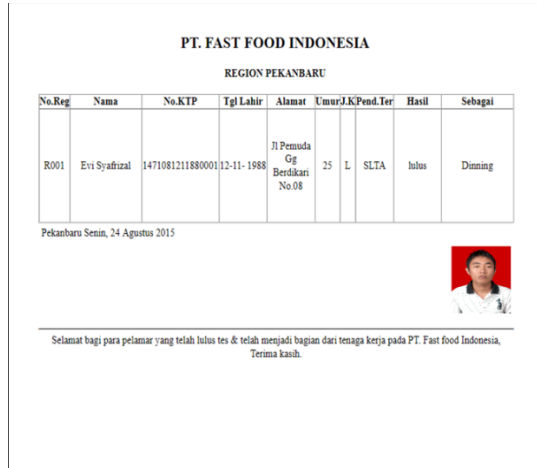 PT. FAST FOOD INDONESIA
REGION PEKANBARU
No.Reg Nama No.KTP Tgl Lahir Alamat Umur J.K Pend.Ter Hasil Sebagai
Jl Pemuda
Gg
R001 Evi Syafrizal 1471081211880001 12-11- 1988 Berdikari 25 L SLTA lulus Dinning
No.08
Pekanbaru Senin, 24 Agustus 2015
Selamat bagi para pelamar yang telah lulus tes & telah menjadi bagian dari tenaga kerja pada PT. Fast food Indonesia,
Terima kasih.